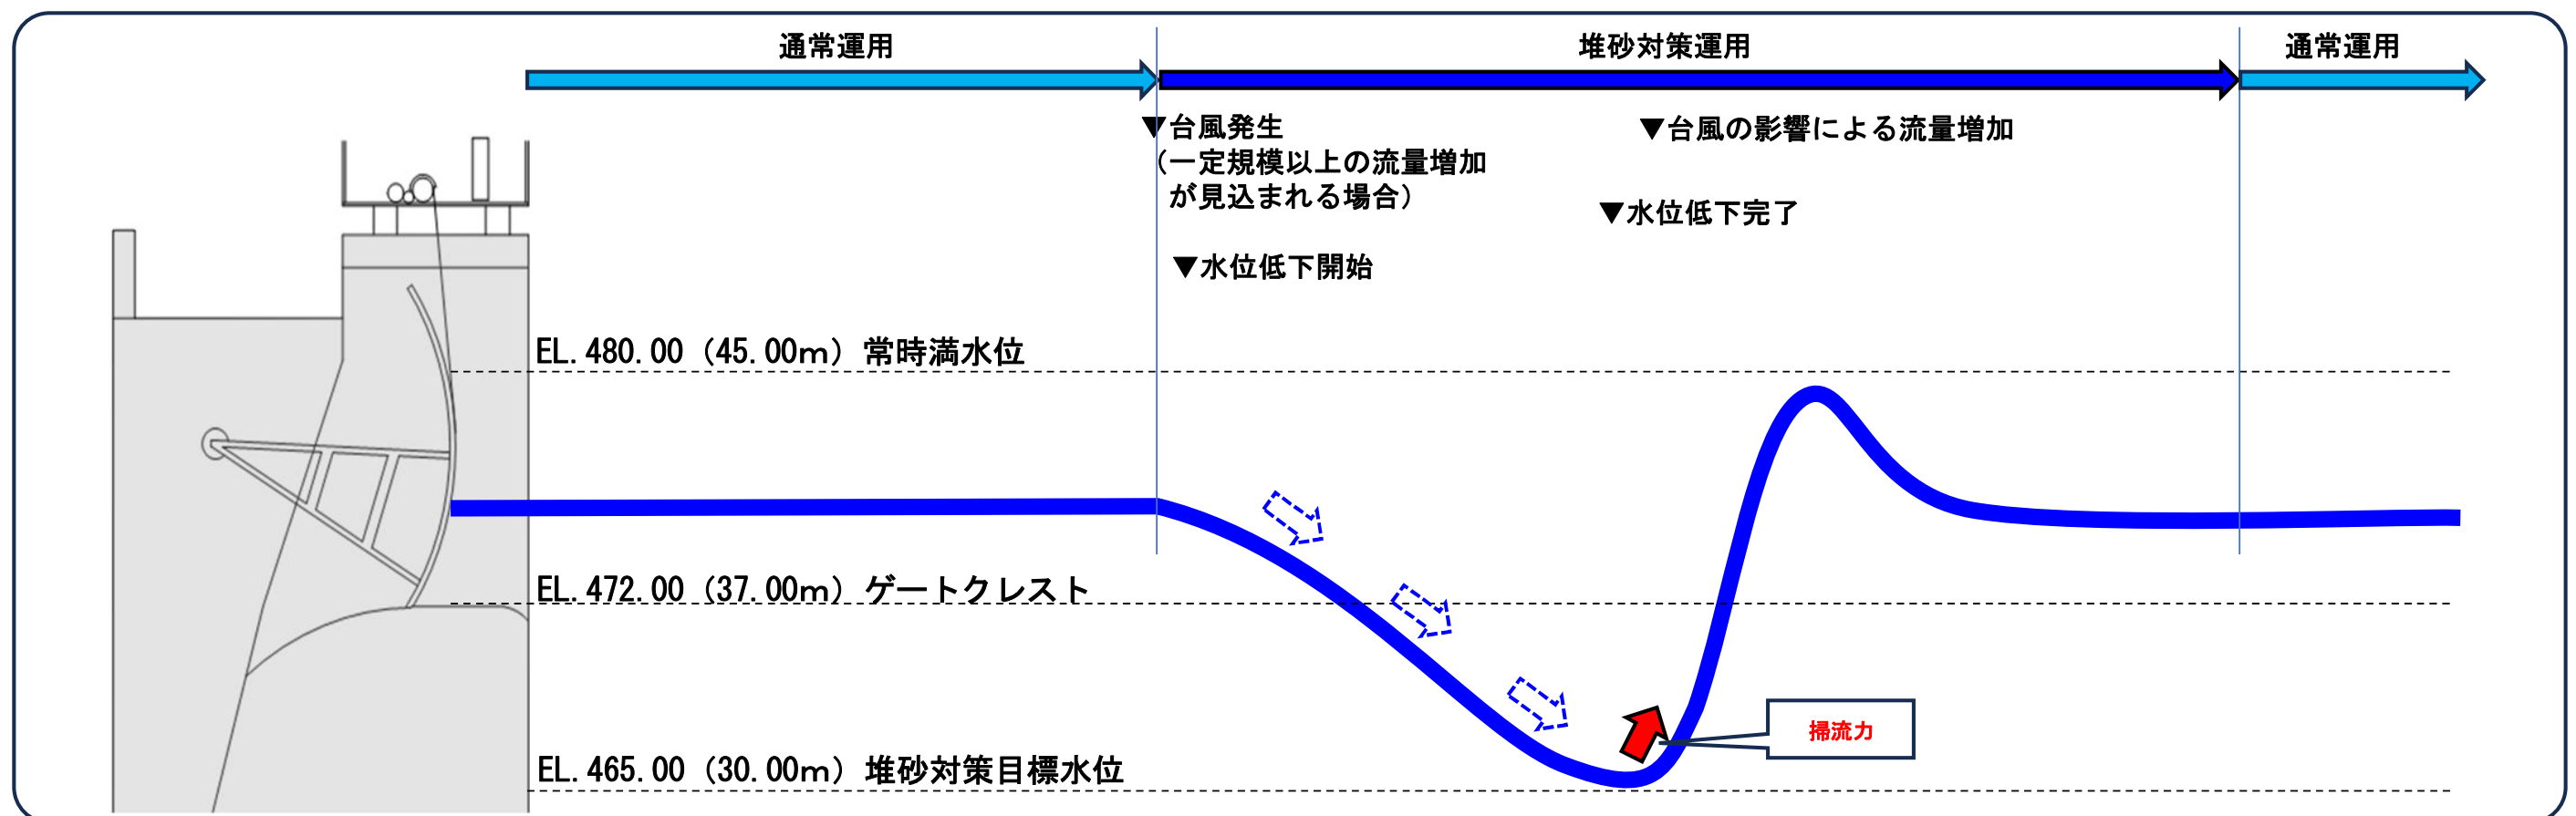 通常運用
堆砂対策運用
通常運用
▼台風発生
（一定規模以上の流量増加
が見込まれる場合）
▼台風の影響による流量増加
▼水位低下完了
▼水位低下開始
EL.480.00（45.00m）常時満水位
EL.472.00（37.00m）ゲートクレスト
掃流力
EL.465.00（30.00m）堆砂対策目標水位